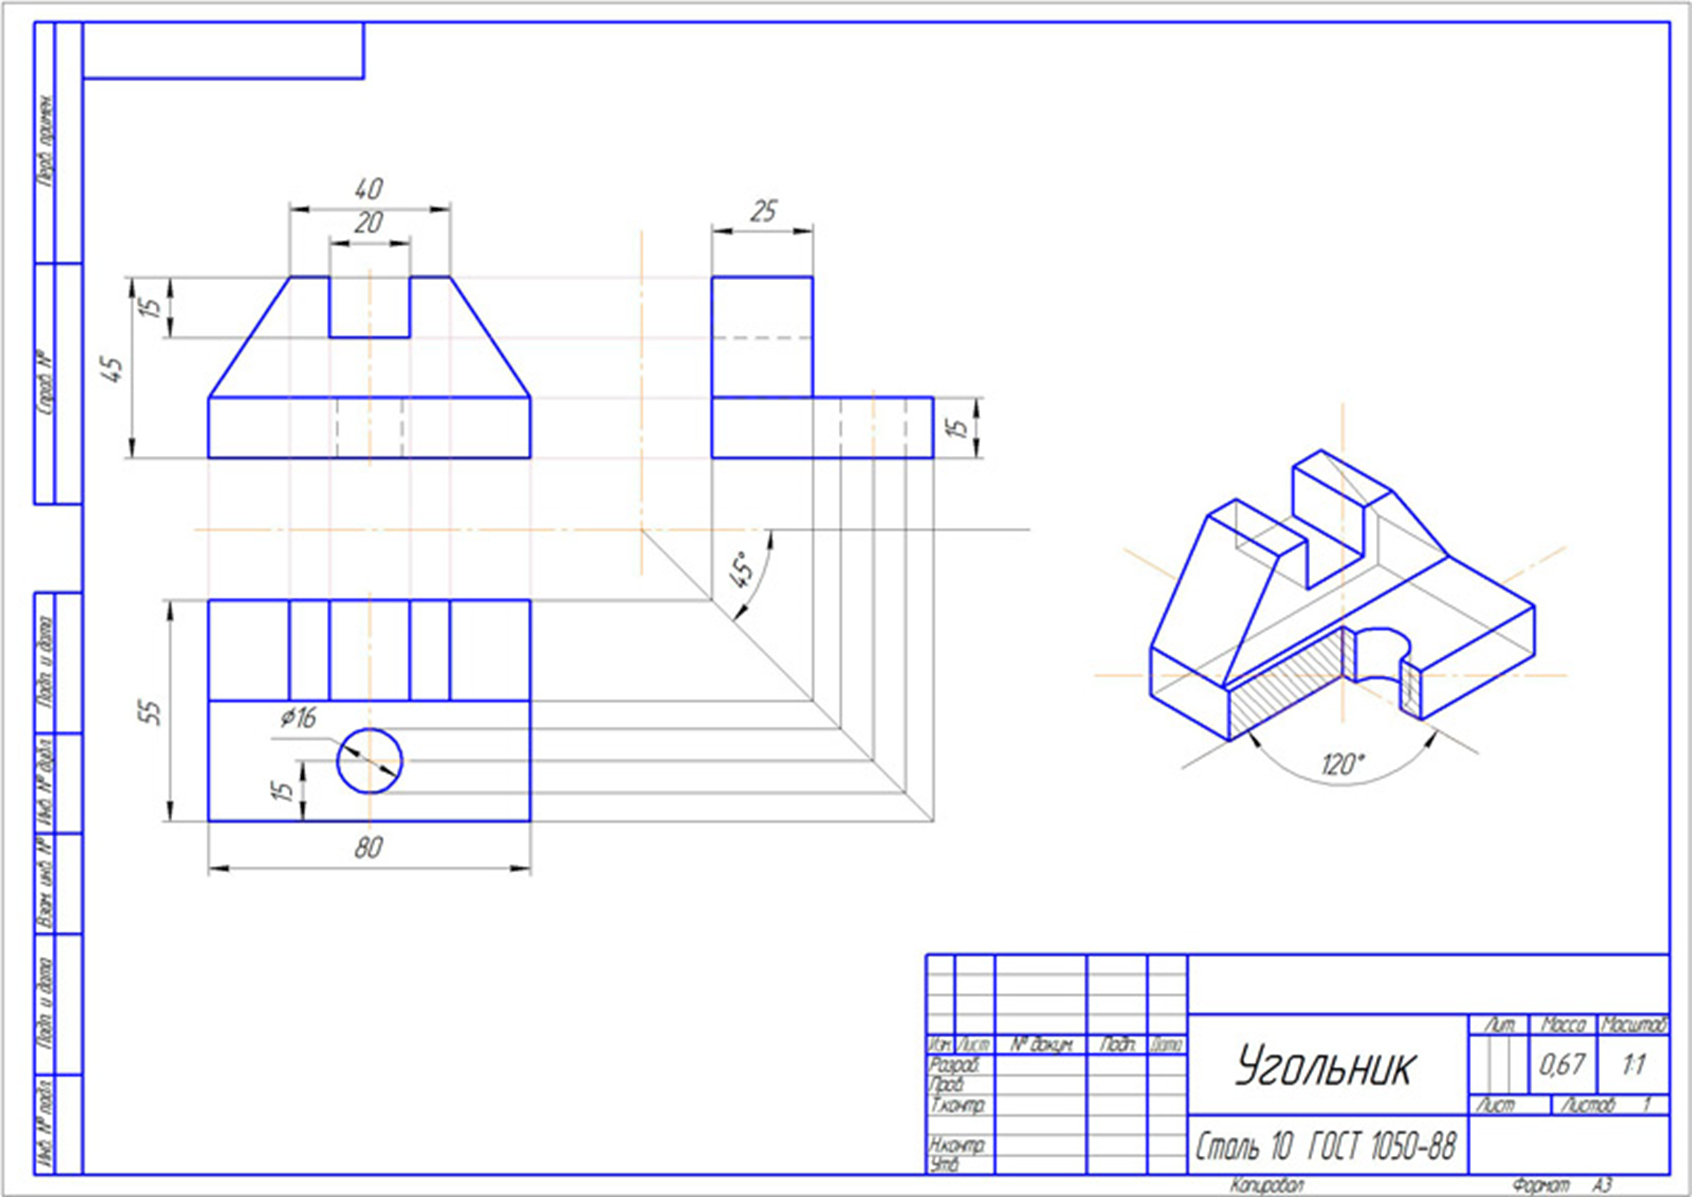 Перв. примен.
Справ. №
Подп. и дата
Инв. № дубл.
Взам. инв. №
Подп. и дата
Инв. № подл.
40
20
15
45
25
15
45°
55
ϕ16
15
80
120°
Изм. Лист № докум. Подп. Дата
Разраб.
Пров.
Т.контр.
Н.контр.
Утв.
Угольник
Сталь 10 ГОСТ 1050-88
Лит. Масса Масштаб
0,67 1:1
Лист Листов 1
Копировал Формат А3